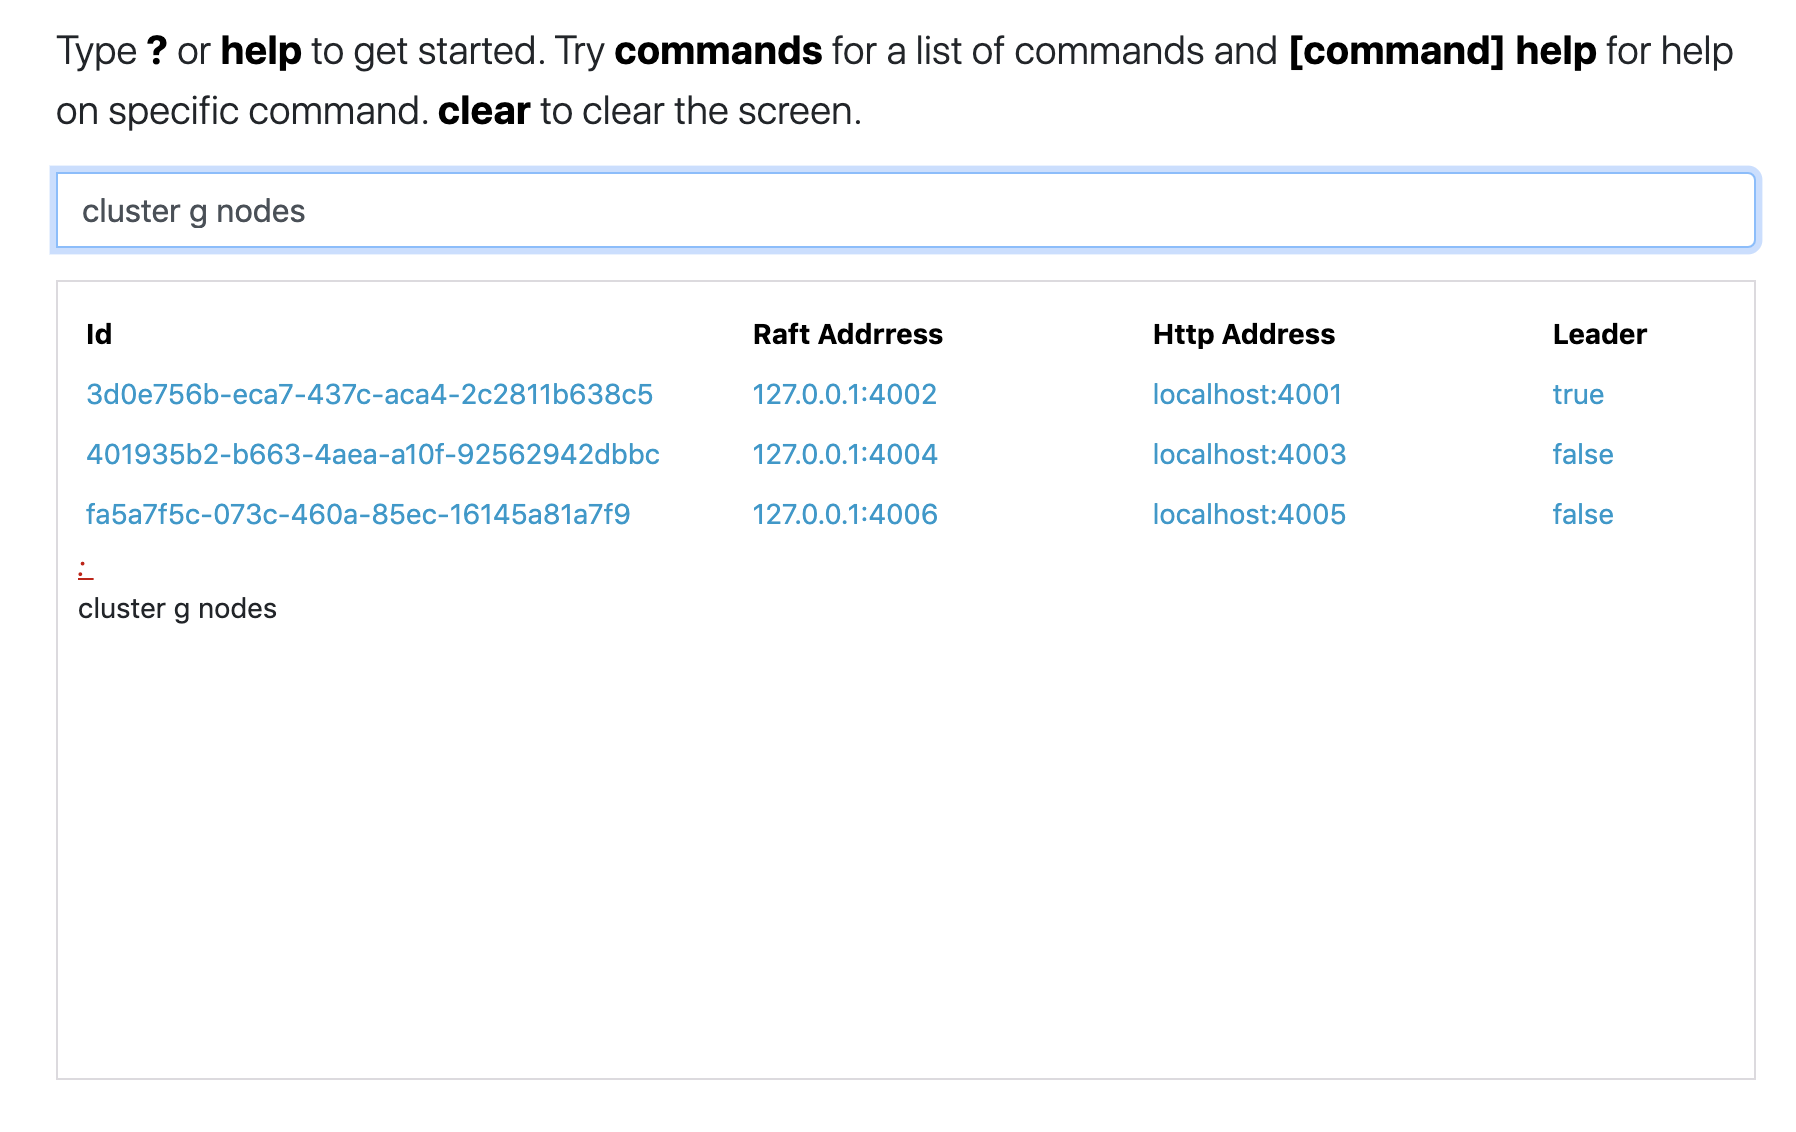 Type ? or help to get started. Try commands for a list of commands and [command] help for help
on specific command. clear to clear the screen.
cluster g nodes
Id Raft Addrress Http Address Leader
3d0e756b-eca7-437c-aca4-2c2811b638c5 127.0.0.1:4002 localhost:4001 true
401935b2-b663-4aea-a10f-92562942dbbc 127.0.0.1:4004 localhost:4003 false
fa5a7f5c-073c-460a-85ec-16145a81a7f9 127.0.0.1:4006 localhost:4005 false
:
cluster g nodes